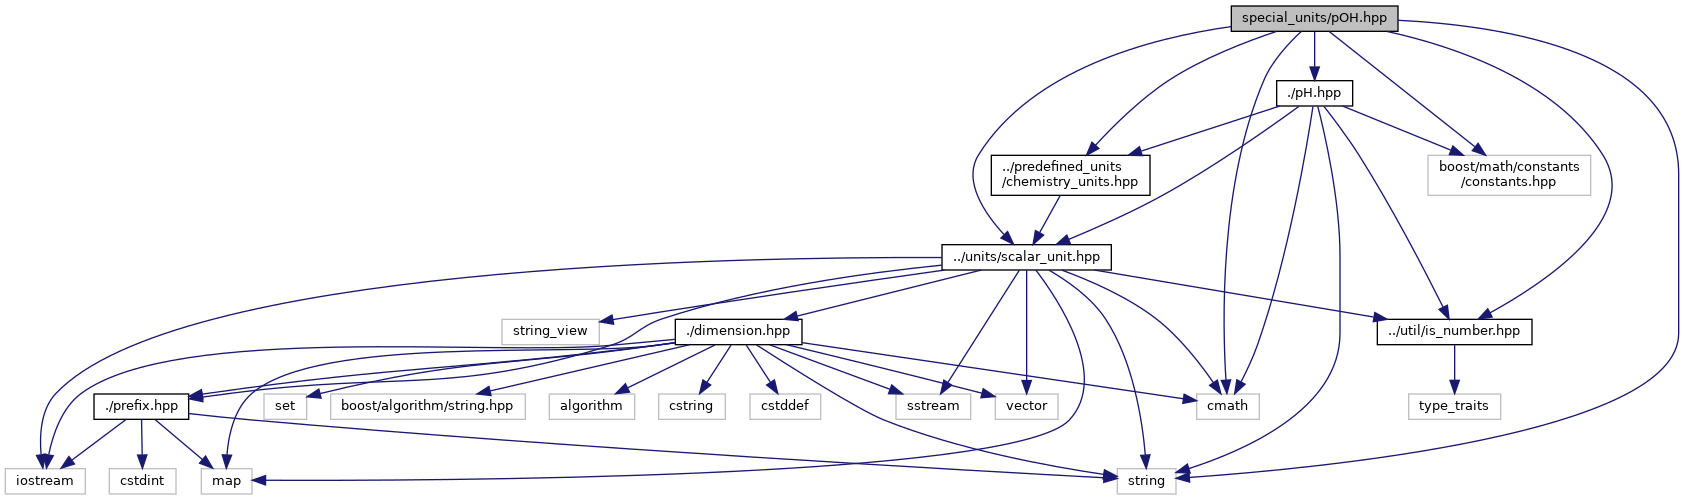 special_units/pOH.hpp
./pH.hpp
../predefined_units
/chemistry_units.hpp
boost/math/constants
/constants.hpp
../units/scalar_unit.hpp
string_view
./dimension.hpp
../util/is_number.hpp
./prefix.hpp
set
boost/algorithm/string.hpp
algorithm
cstring
cstddef
sstream
vector
cmath
type_traits
iostream
cstdint
map
string